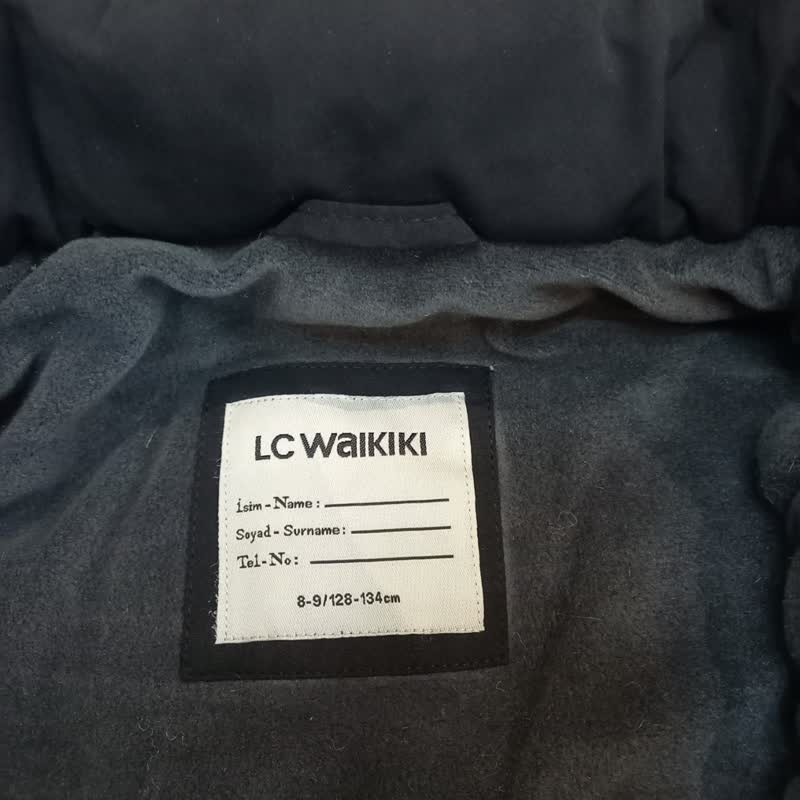 LC WAIKIKI
İsim - Name :
Soyad - Surname :
Tel - No :
8-9/128-134cm